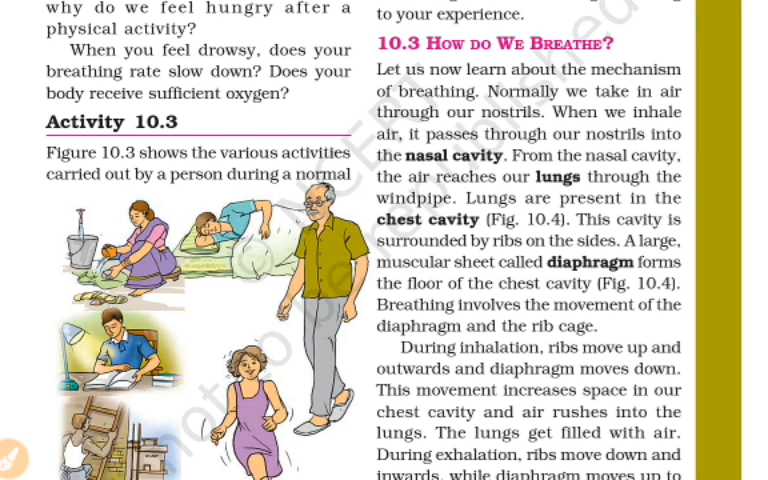 why do we feel hungry after a
physical activity?
When you feel drowsy, does your
breathing rate slow down? Does your
body receive sufficient oxygen?
Activity 10.3
Figure 10.3 shows the various activities
carried out by a person during a normal
to your experience.
10.3 HOW DO WE BREATHE?
Let us now learn about the mechanism
of breathing. Normally we take in air
through our nostrils. When we inhale
air, it passes through our nostrils into
the nasal cavity. From the nasal cavity,
the air reaches our lungs through the
windpipe. Lungs are present in the
chest cavity (Fig. 10.4). This cavity is
surrounded by ribs on the sides. A large,
muscular sheet called diaphragm forms
the floor of the chest cavity (Fig. 10.4).
Breathing involves the movement of the
diaphragm and the rib cage.
During inhalation, ribs move up and
outwards and diaphragm moves down.
This movement increases space in our
chest cavity and air rushes into the
lungs. The lungs get filled with air.
During exhalation, ribs move down and
inwards, while diaphragm moves up to
© NCERT
not to be republished